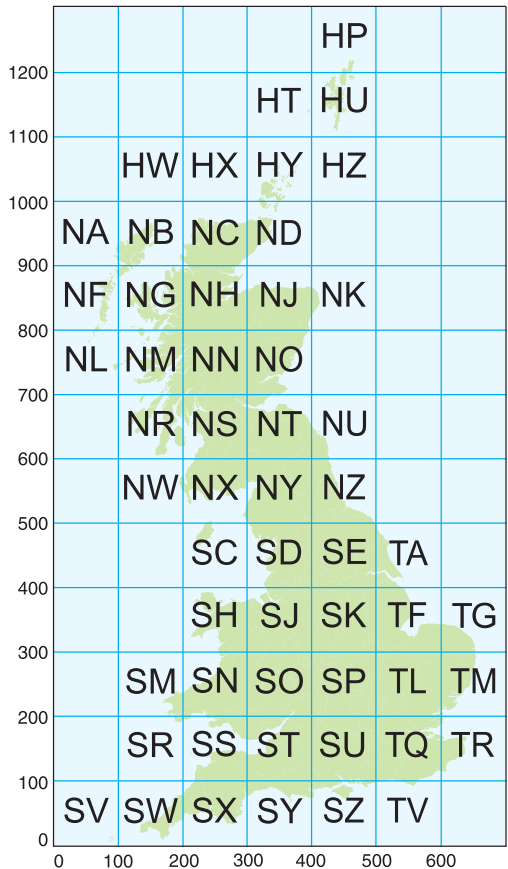 HP
1200
HT HU
1100
HW HX HY HZ
1000
NA NB NC ND
900
NF NG NH NJ NK
800
NL NM NN NO
700
NR NS NT NU
600
NW NX NY NZ
500
SC SD SE TA
400
SH SJ SK TF TG
300
SM SN SO SP TL TM
200
SR SS ST SU TQ TR
100
SV SW SX SY SZ TV
0
0 100 200 300 400 500 600